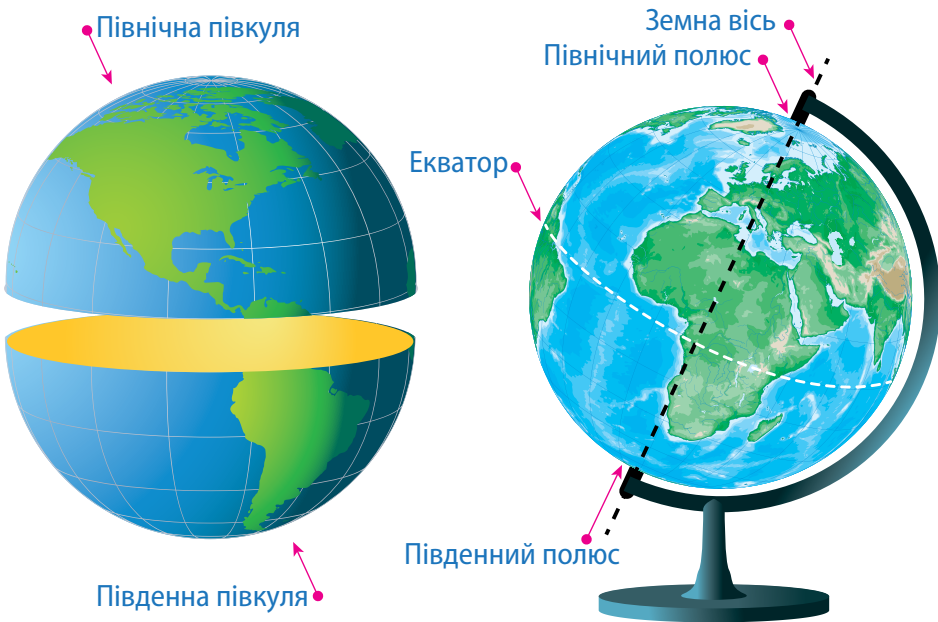 Північна півкуля
Земна вісь
Північний полюс
Екватор
Південний полюс
Південна півкуля